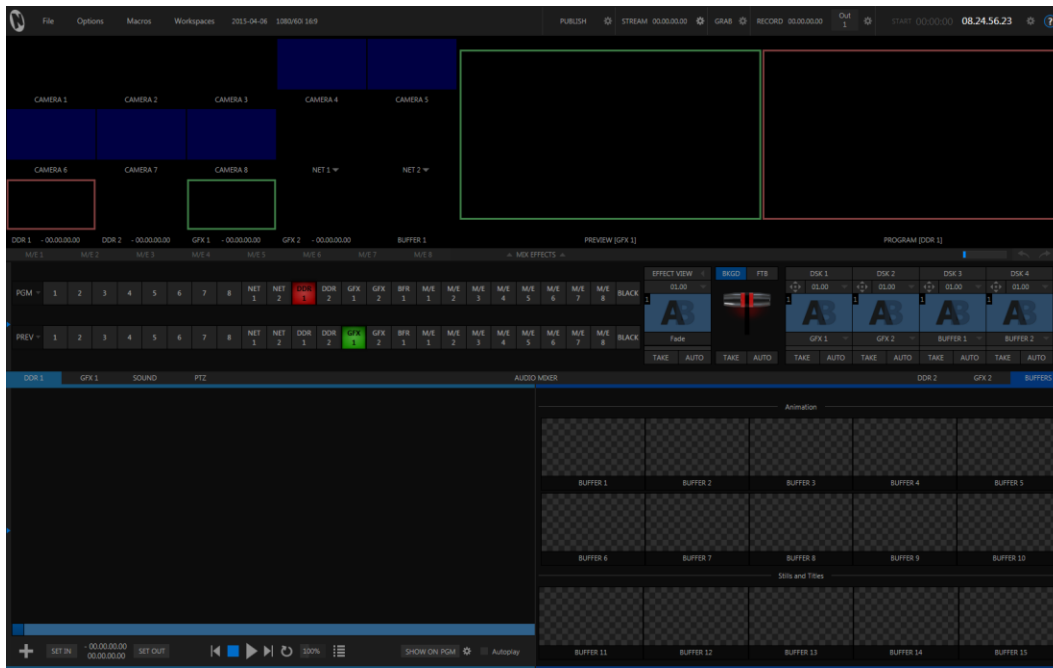 File Options Macros Workspaces 2015-04-06 1080/60i 16:9 PUBLISH STREAM 00.00.00.00 GRAB RECORD 00.00.00.00 Out 1 START 00:00:00 08.24.56.23 ?
CAMERA 1 CAMERA 2 CAMERA 3 CAMERA 4 CAMERA 5
CAMERA 6 CAMERA 7 CAMERA 8 NET 1 NET 2
DDR 1 - 00.00.00.00 DDR 2 - 00.00.00.00 GFX 1 - 00.00.00.00 GFX 2 - 00.00.00.00 BUFFER 1 PREVIEW [GFX 1] PROGRAM [DDR 1]
M/E 1 M/E 2 M/E 3 M/E 4 M/E 5 M/E 6 M/E 7 M/E 8 MIX EFFECTS
EFFECT VIEW BKGD FTB DSK 1 DSK 2 DSK 3 DSK 4
01.00 01.00 01.00 01.00 01.00
PGM 1 2 3 4 5 6 7 8 NET 1 NET 2 DDR 1 DDR 2 GFX 1 GFX 2 BFR 1 M/E 1 M/E 2 M/E 3 M/E 4 M/E 5 M/E 6 M/E 7 M/E 8 BLACK
1 AB 1 AB 1 AB 1 AB 1 AB
PREV 1 2 3 4 5 6 7 8 NET 1 NET 2 DDR 1 DDR 2 GFX 1 GFX 2 BFR 1 M/E 1 M/E 2 M/E 3 M/E 4 M/E 5 M/E 6 M/E 7 M/E 8 BLACK
Fade GFX 1 GFX 2 BUFFER 1 BUFFER 2
TAKE AUTO TAKE AUTO TAKE AUTO TAKE AUTO TAKE AUTO TAKE AUTO
DDR 1 GFX 1 SOUND PTZ AUDIO MIXER DDR 2 GFX 2 BUFFERS
Animation
BUFFER 1 BUFFER 2 BUFFER 3 BUFFER 4 BUFFER 5
BUFFER 6 BUFFER 7 BUFFER 8 BUFFER 9 BUFFER 10
Stills and Titles
BUFFER 11 BUFFER 12 BUFFER 13 BUFFER 14 BUFFER 15
SET IN - 00.00.00.00 SET OUT 100% SHOW ON PGM Autoplay
00.00.00.00